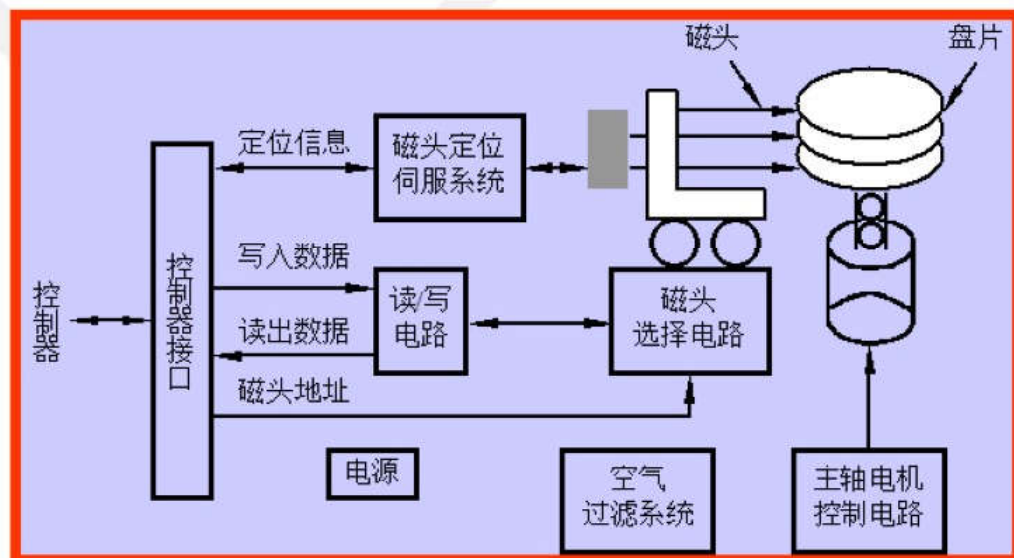 磁头
盘片
定位信息
磁头定位
伺服系统
控制器
控制器接口
写入数据
读出数据
读/写
电路
磁头
选择电路
磁头地址
电源
空气
过滤系统
主轴电机
控制电路